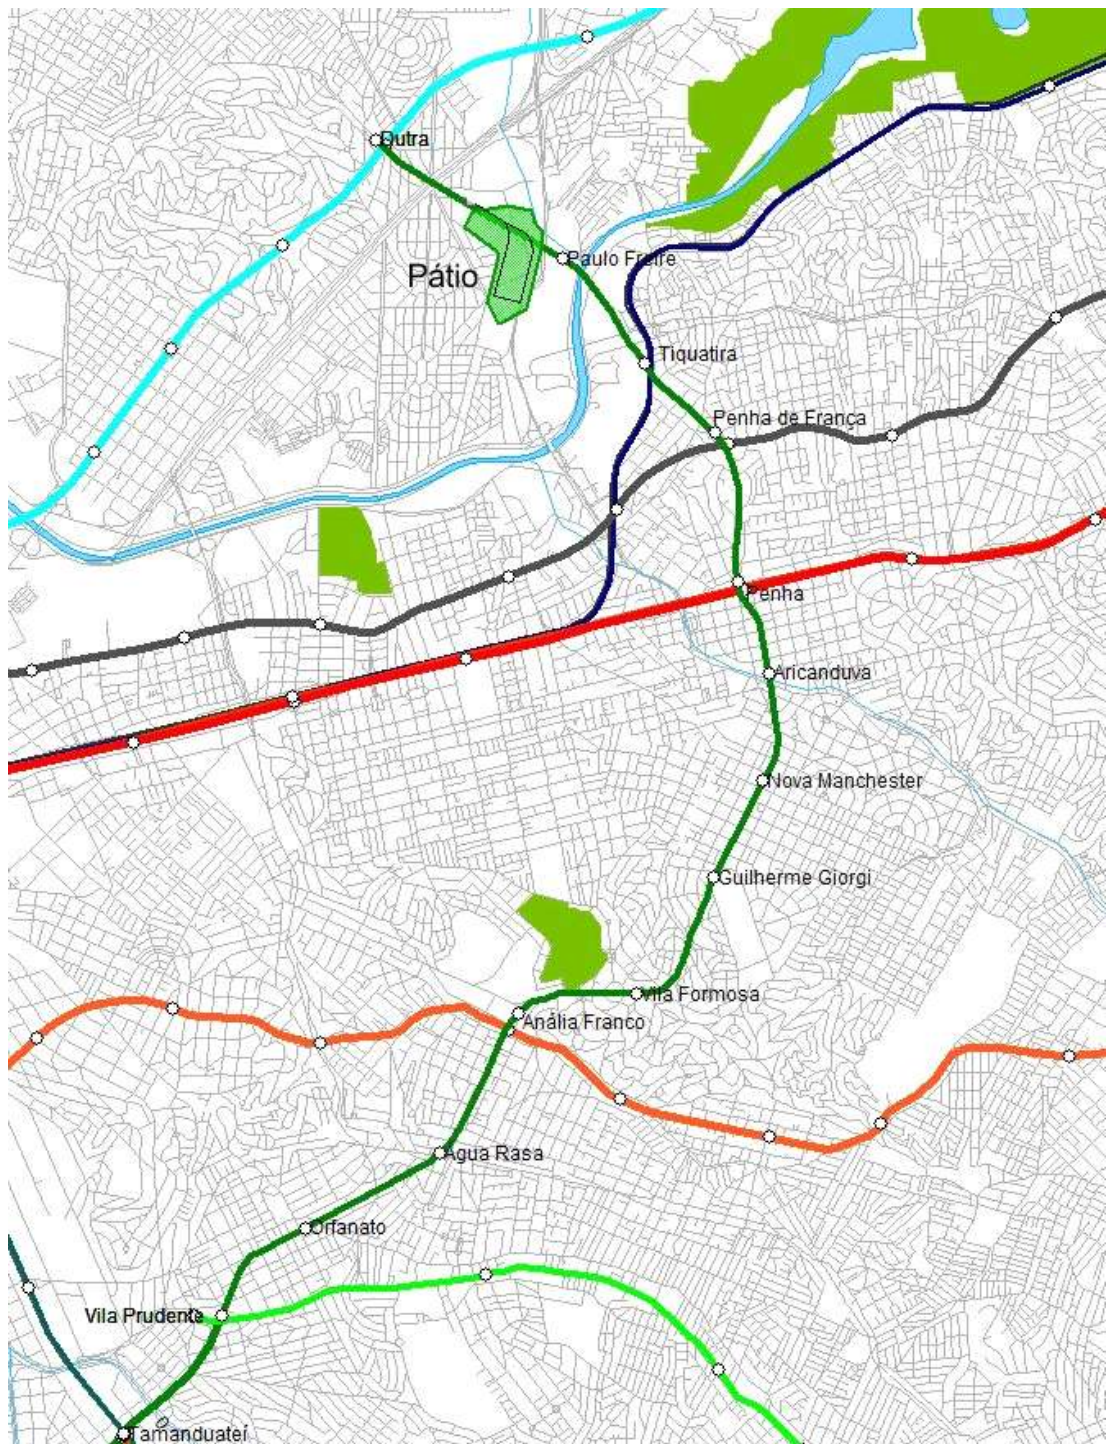 Dutra
Paulo Freire
Pátio
Tiquatira
Penha de França
Penha
Aricanduva
Nova Manchester
Guilherme Giorgi
Vila Formosa
Anália Franco
Água Rasa
Orfanato
Vila Prudente
Tamanduateí